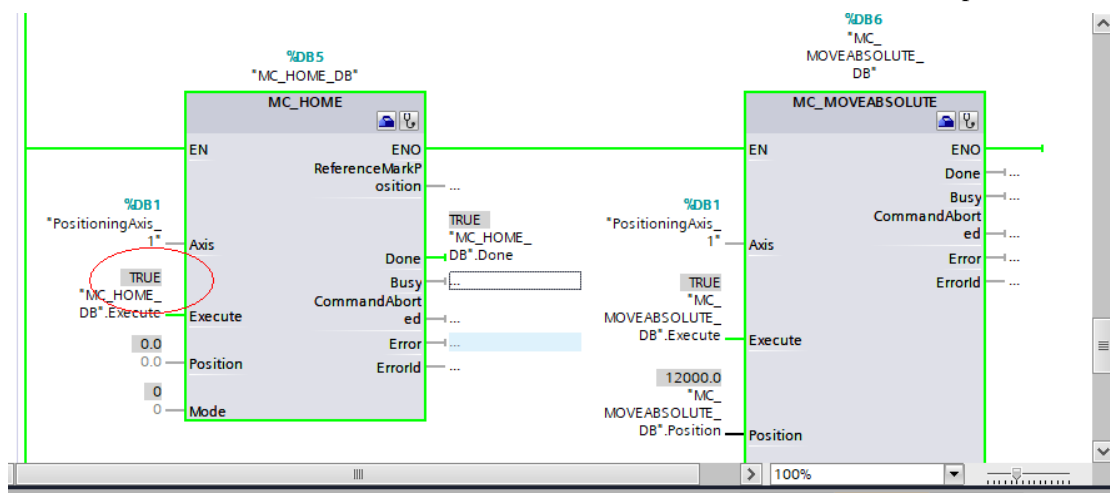 %DB5
"MC_HOME_DB"
MC_HOME
EN
ENO
ReferenceMarkP
osition
...
%DB1
"PositioningAxis_
1"
Axis
TRUE
"MC_HOME_
DB".Execute
Execute
0.0
0.0
Position
0
0
Mode
TRUE
"MC_HOME_
DB".Done
Done
Busy
...
CommandAbort
ed
...
Error
...
ErrorId
...
%DB6
"MC_
MOVEABSOLUTE_
DB"
MC_MOVEABSOLUTE
EN
ENO
Done
...
Busy
...
CommandAbort
ed
...
Error
...
ErrorId
...
%DB1
"PositioningAxis_
1"
Axis
TRUE
"MC_
MOVEABSOLUTE_
DB".Execute
Execute
12000.0
"MC_
MOVEABSOLUTE_
DB".Position
Position
100%